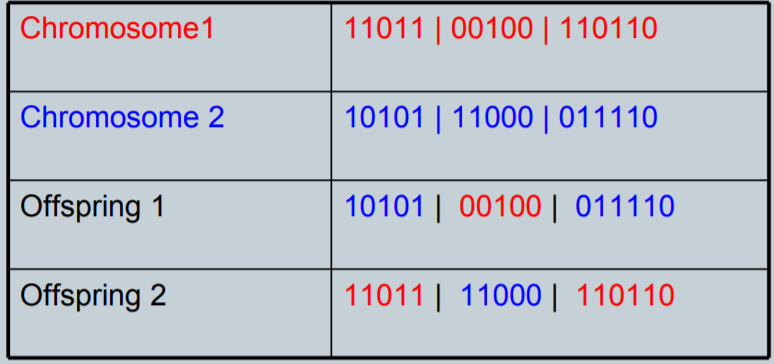 Chromosome1 11011 | 00100 | 110110
Chromosome 2 10101 | 11000 | 011110
Offspring 1 10101 | 00100 | 011110
Offspring 2 11011 | 11000 | 110110